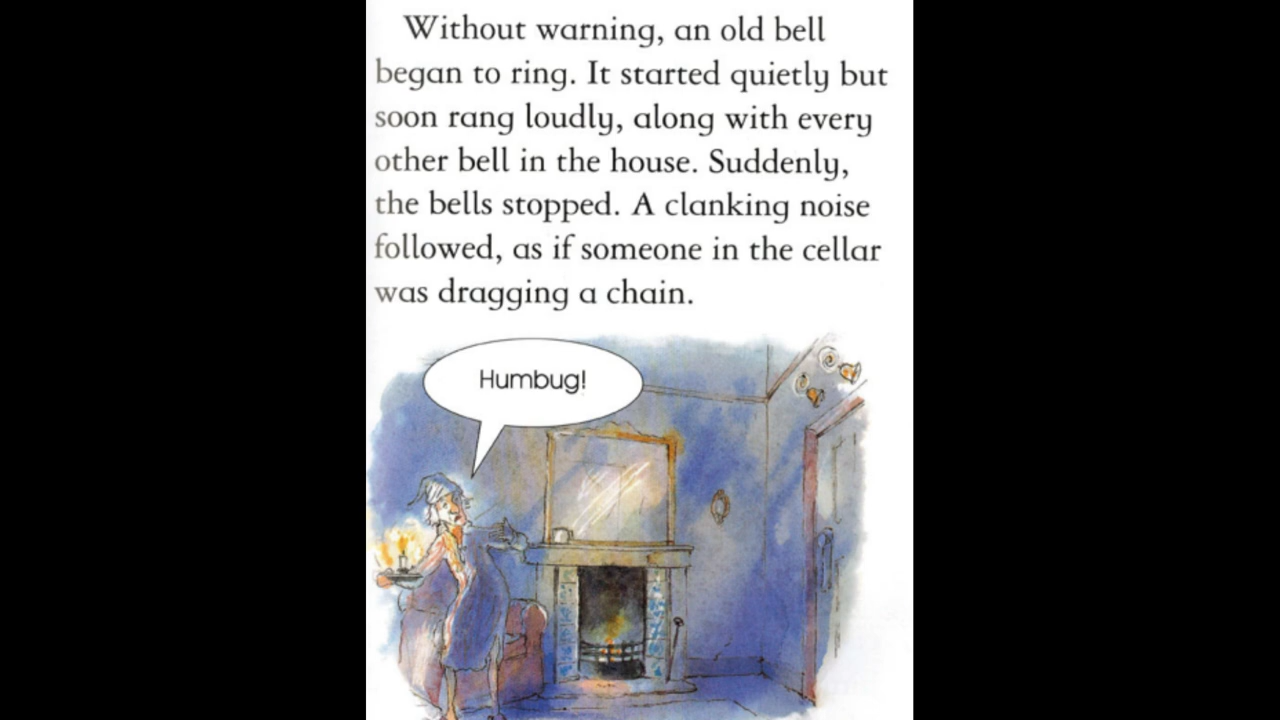 Without warning, an old bell
began to ring. It started quietly but
soon rang loudly, along with every
other bell in the house. Suddenly,
the bells stopped. A clanking noise
followed, as if someone in the cellar
was dragging a chain.
Humbug!